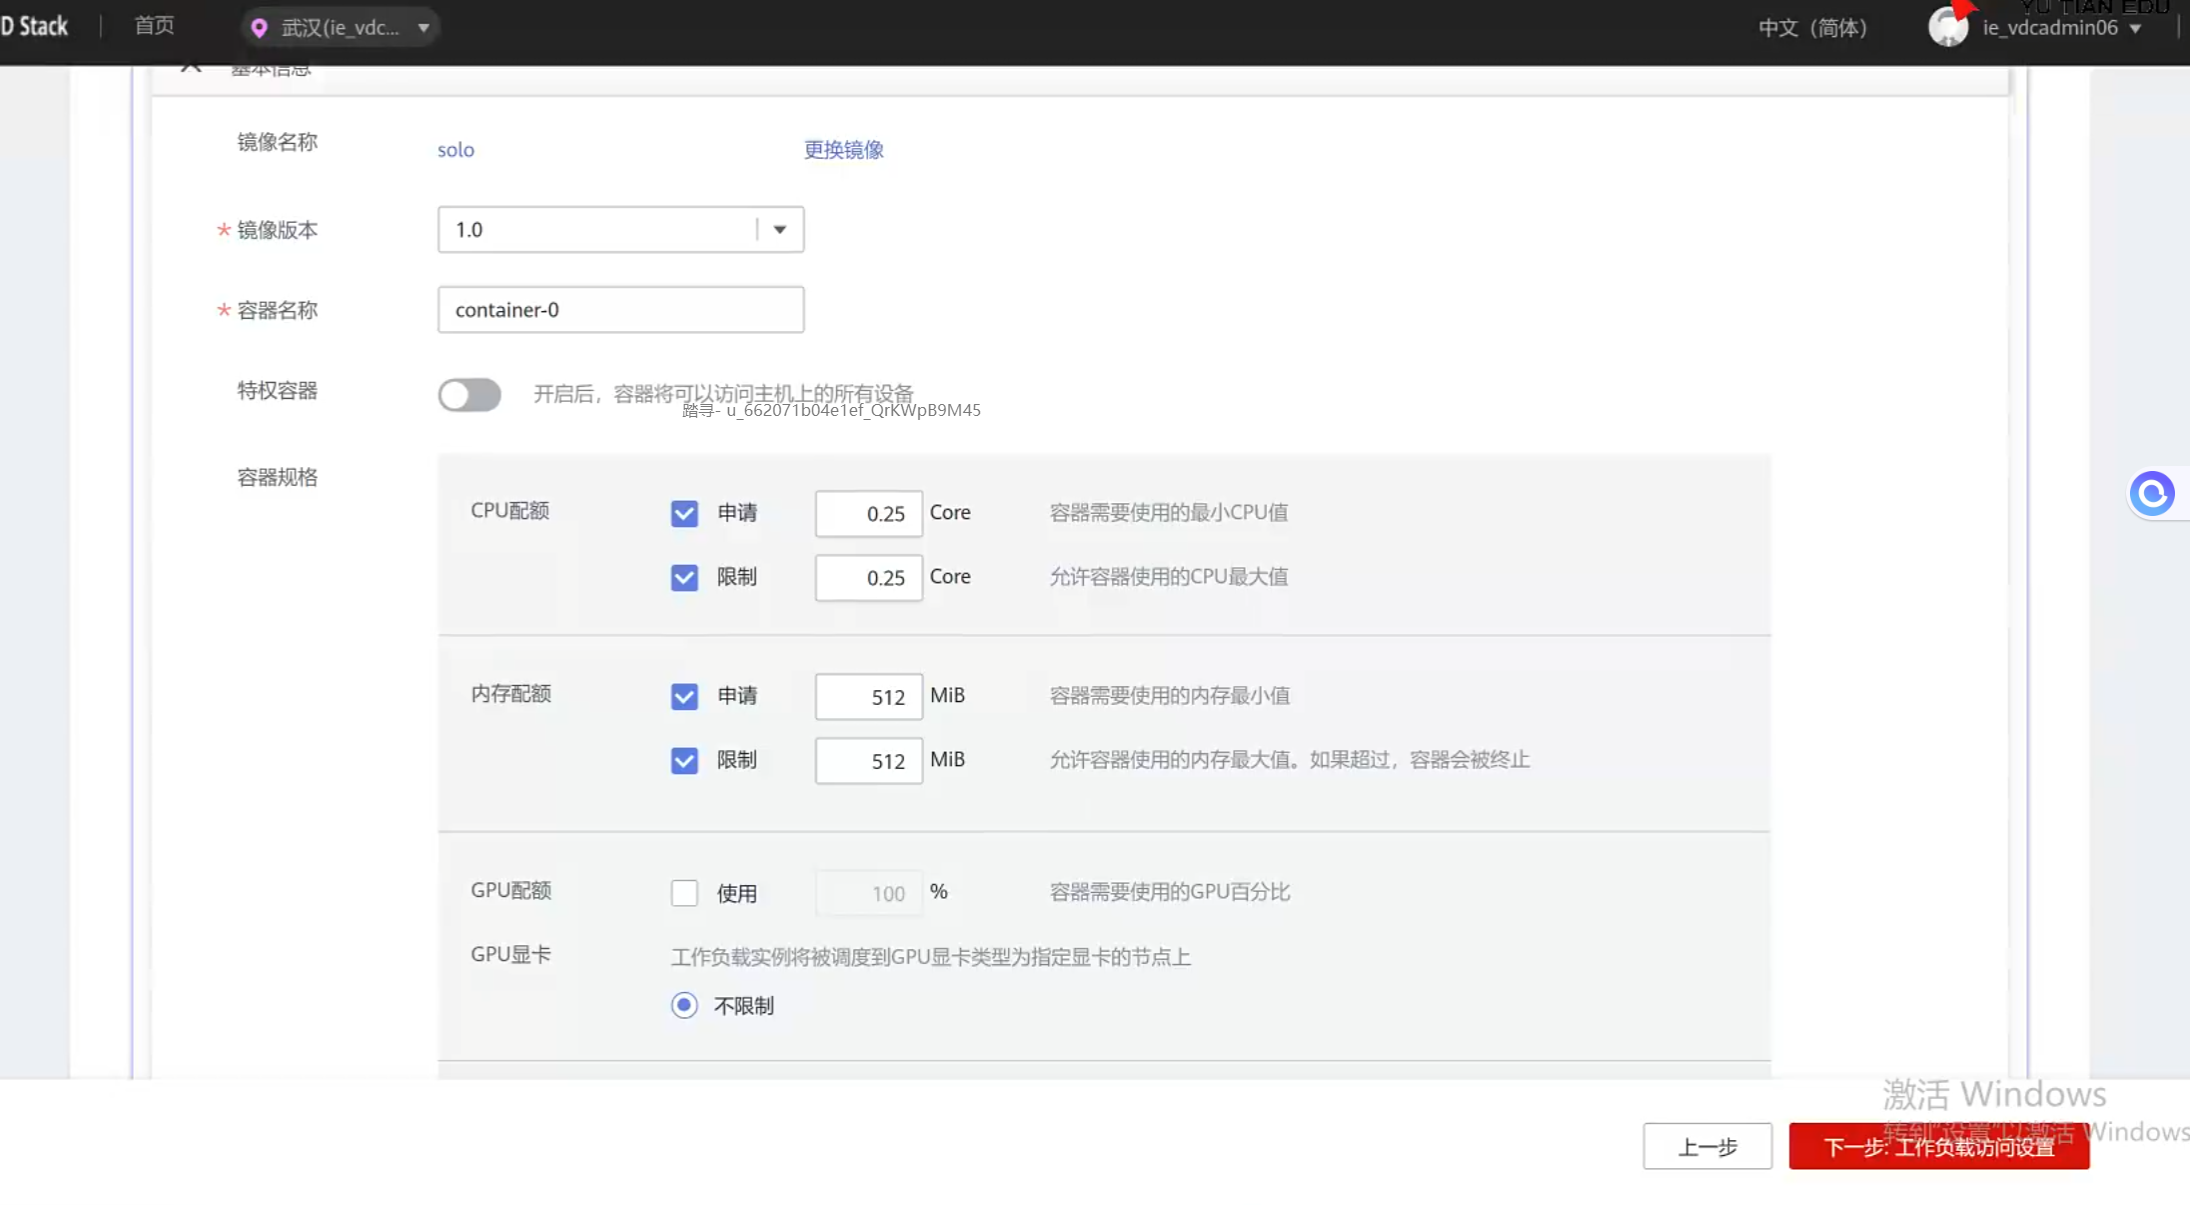 D Stack
首页
武汉(ie_vdc...
中文（简体）
YU TIAN EDU
ie_vdcadmin06
基本信息
镜像名称
solo
更换镜像
* 镜像版本
1.0
* 容器名称
container-0
特权容器
开启后，容器将可以访问主机上的所有设备
踏寻- u_662071b04e1ef_QrKWpB9M45
容器规格
CPU配额
申请
0.25
Core
容器需要使用的最小CPU值
限制
0.25
Core
允许容器使用的CPU最大值
内存配额
申请
512
MiB
容器需要使用的内存最小值
限制
512
MiB
允许容器使用的内存最大值。如果超过，容器会被终止
GPU配额
使用
100
%
容器需要使用的GPU百分比
GPU显卡
工作负载实例将被调度到GPU显卡类型为指定显卡的节点上
不限制
激活 Windows
转到"设置"以激活 Windows
上一步
下一步: 工作负载访问设置